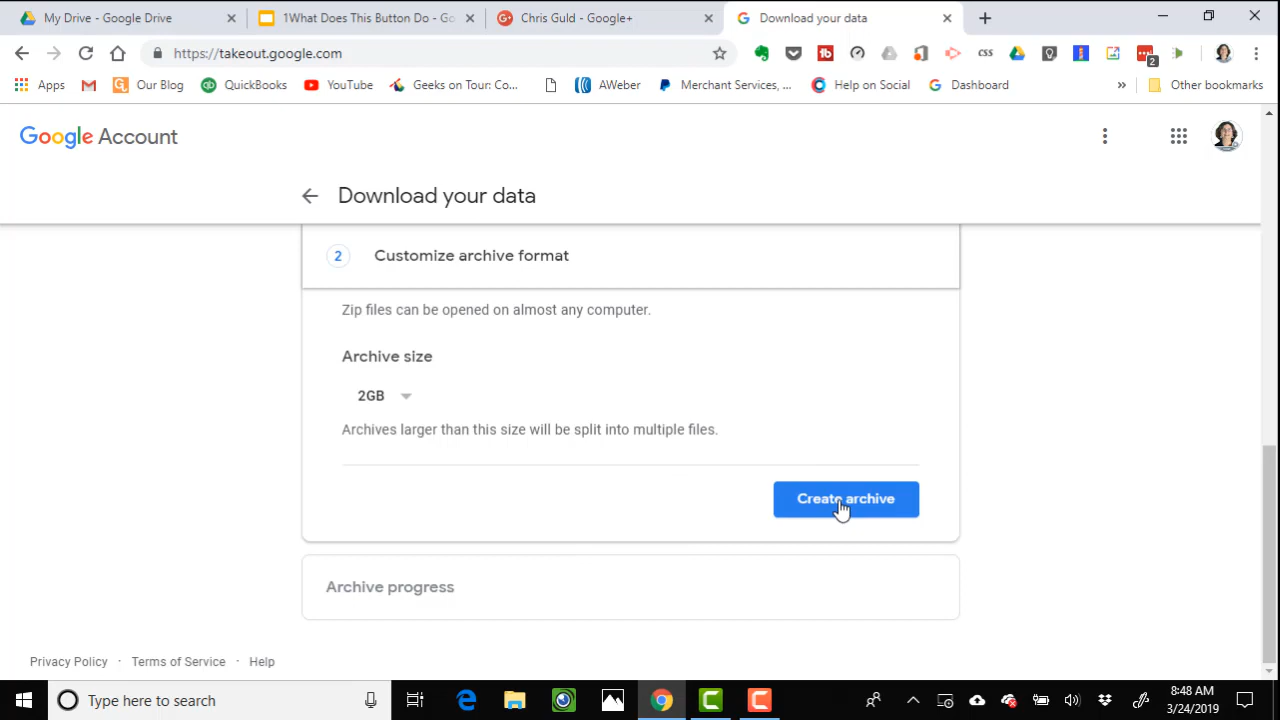 My Drive - Google Drive
1What Does This Button Do - Go
Chris Guld - Google+
Download your data
https://takeout.google.com
css
2
Apps
Our Blog
QuickBooks
YouTube
Geeks on Tour: Co...
AWeber
Merchant Services, ...
Help on Social
Dashboard
»
Other bookmarks
Google Account
Download your data
2
Customize archive format
Zip files can be opened on almost any computer.
Archive size
2GB
Archives larger than this size will be split into multiple files.
Create archive
Archive progress
Privacy Policy · Terms of Service · Help
Type here to search
8:48 AM
3/24/2019